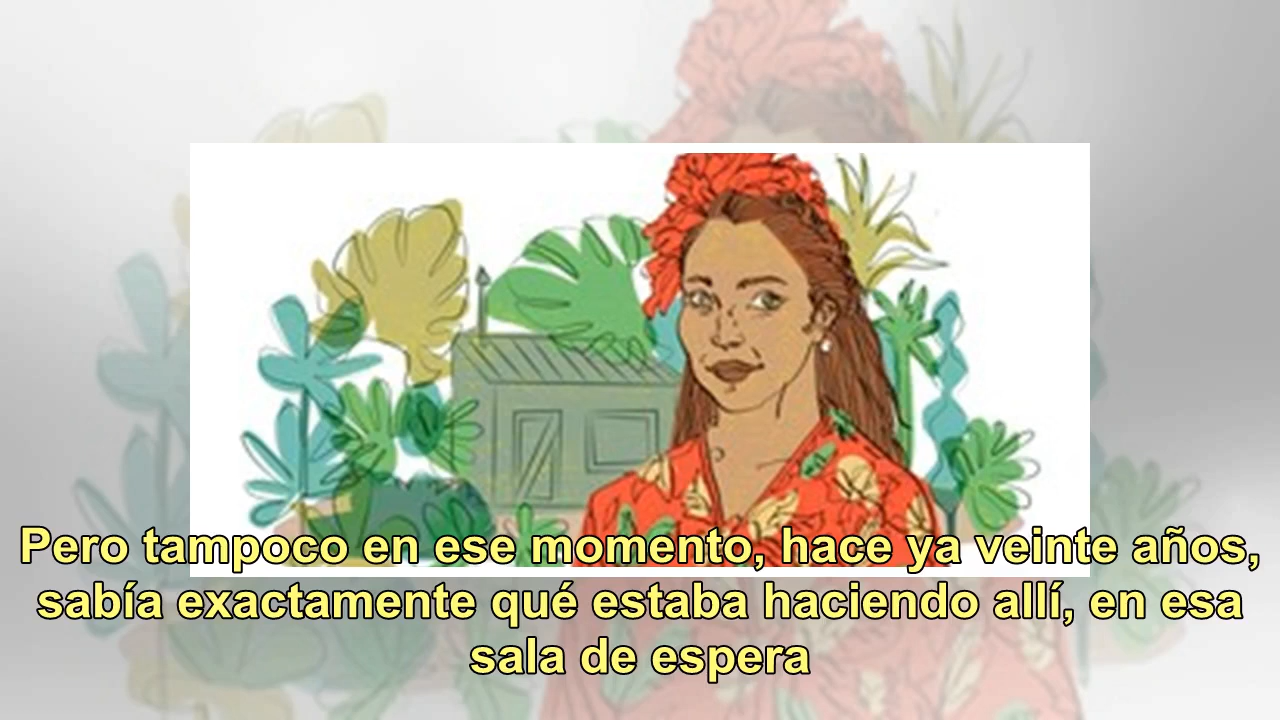 Pero tampoco en ese momento, hace ya veinte años,
sabía exactamente qué estaba haciendo allí, en esa
sala de espera